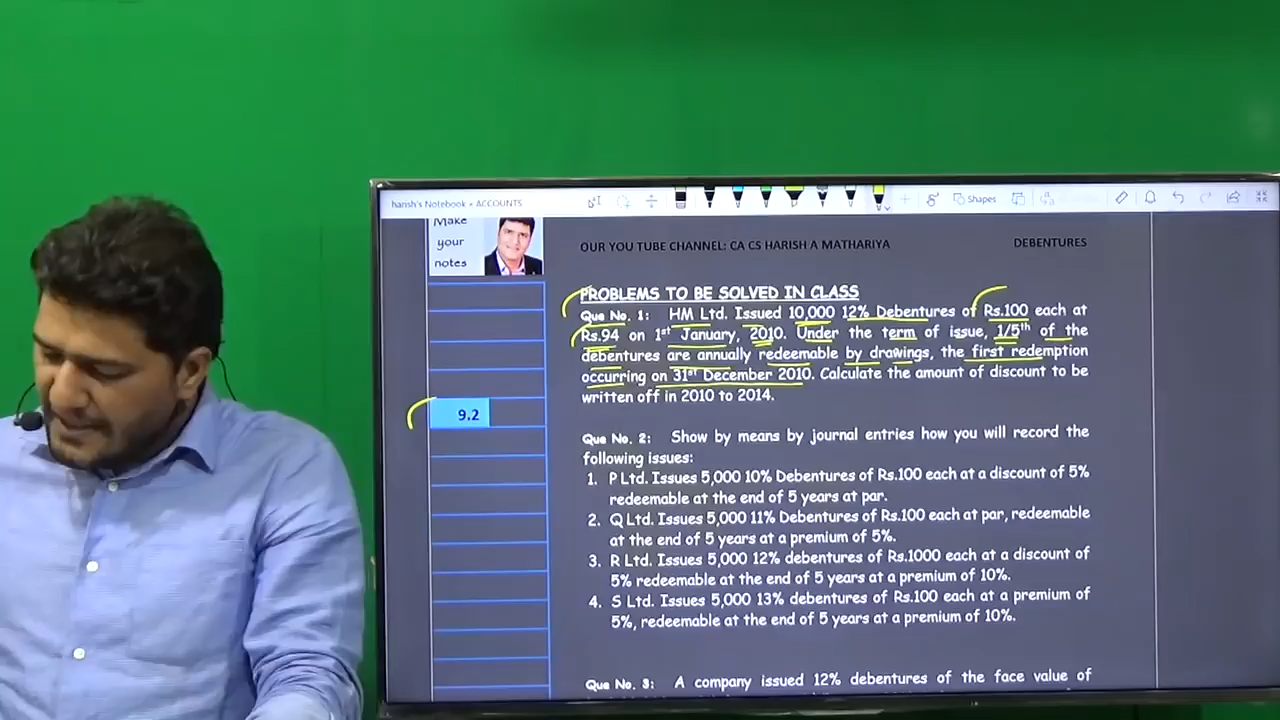 harish's Notebook » ACCOUNTS
Shapes
Make
your
notes
OUR YOU TUBE CHANNEL: CA CS HARISH A MATHARIYA DEBENTURES
PROBLEMS TO BE SOLVED IN CLASS
Que No. 1: HM Ltd. Issued 10,000 12% Debentures of Rs.100 each at
Rs.94 on 1st January, 2010. Under the term of issue, 1/5th of the
debentures are annually redeemable by drawings, the first redemption
occurring on 31st December 2010. Calculate the amount of discount to be
written off in 2010 to 2014.
9.2
Que No. 2: Show by means by journal entries how you will record the
following issues:
1. P Ltd. Issues 5,000 10% Debentures of Rs.100 each at a discount of 5%
redeemable at the end of 5 years at par.
2. Q Ltd. Issues 5,000 11% Debentures of Rs.100 each at par, redeemable
at the end of 5 years at a premium of 5%.
3. R Ltd. Issues 5,000 12% debentures of Rs.1000 each at a discount of
5% redeemable at the end of 5 years at a premium of 10%.
4. S Ltd. Issues 5,000 13% debentures of Rs.100 each at a premium of
5%, redeemable at the end of 5 years at a premium of 10%.
Que No. 3: A company issued 12% debentures of the face value of